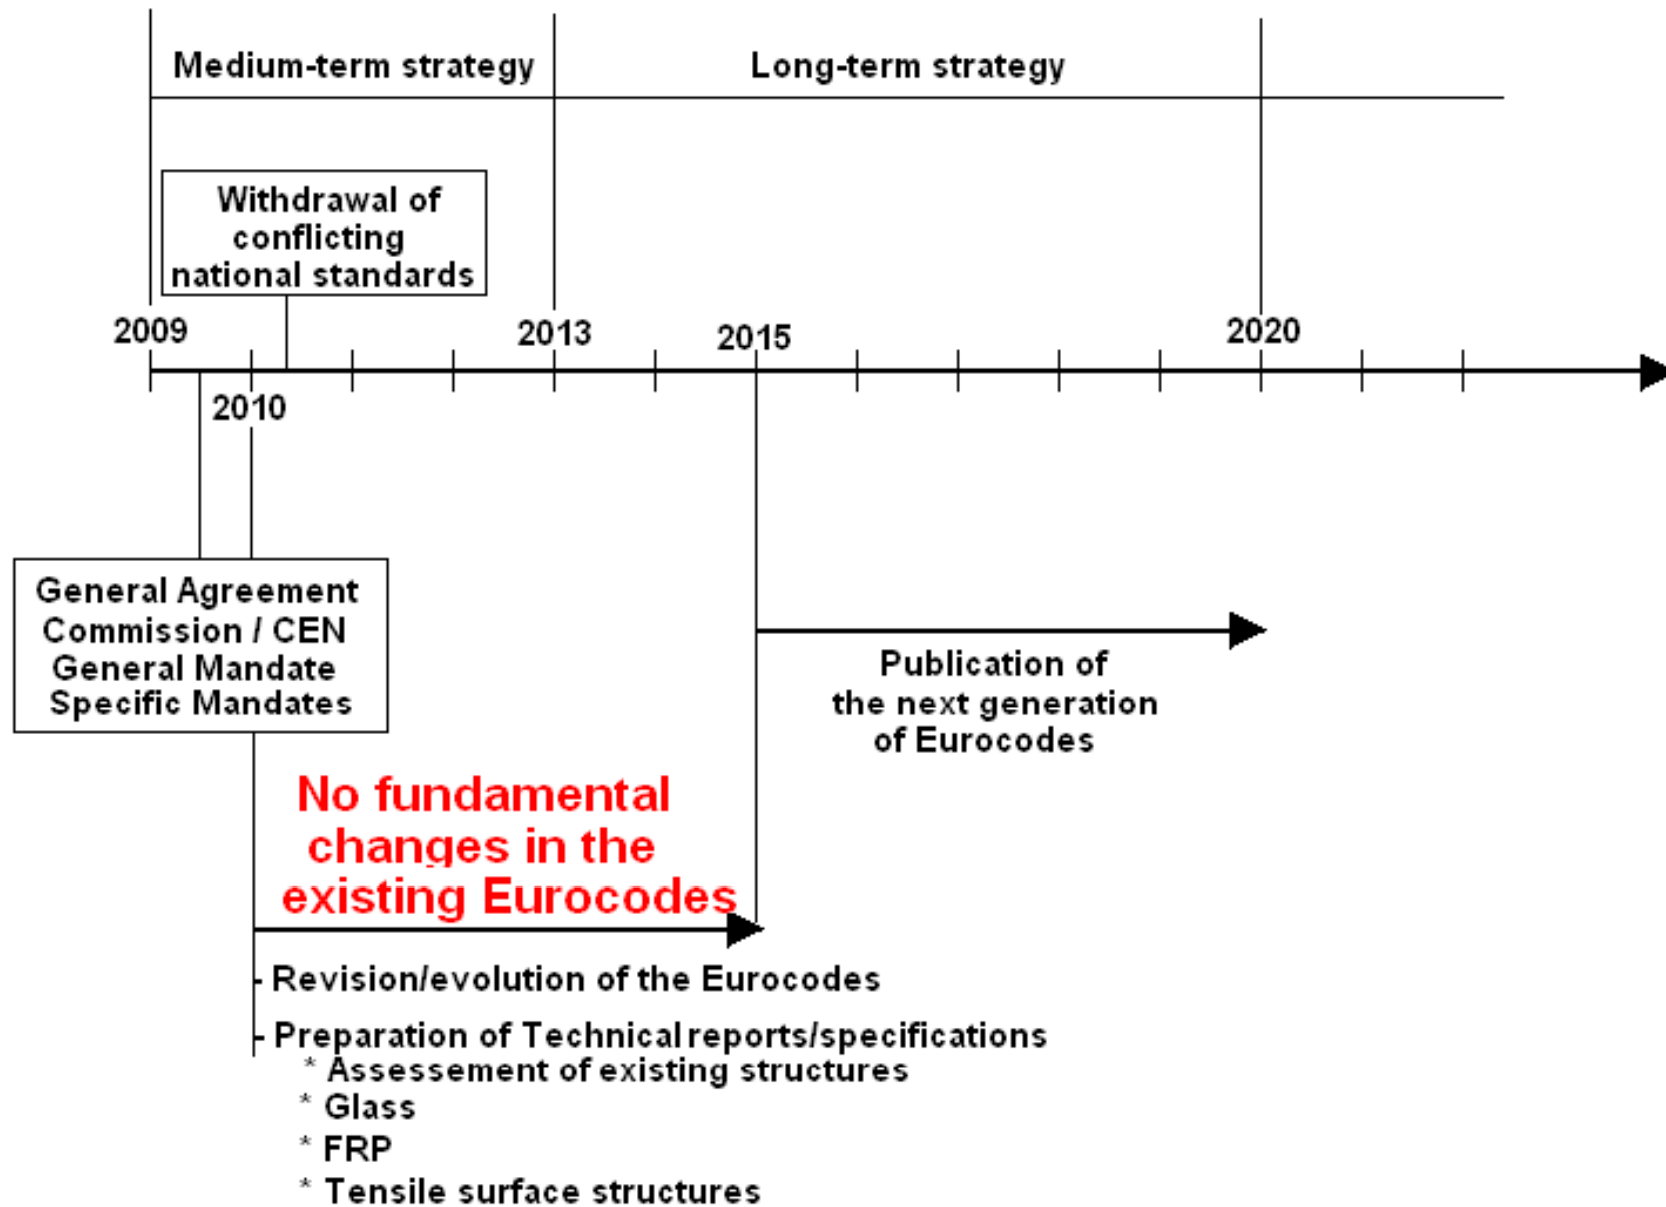 Medium-term strategy
Long-term strategy
Withdrawal of
conflicting
national standards
2009
2013
2015
2020
2010
General Agreement
Commission / CEN
General Mandate
Specific Mandates
Publication of
the next generation
of Eurocodes
No fundamental
changes in the
existing Eurocodes
- Revision/evolution of the Eurocodes
- Preparation of Technical reports/specifications
* Assessement of existing structures
* Glass
* FRP
* Tensile surface structures